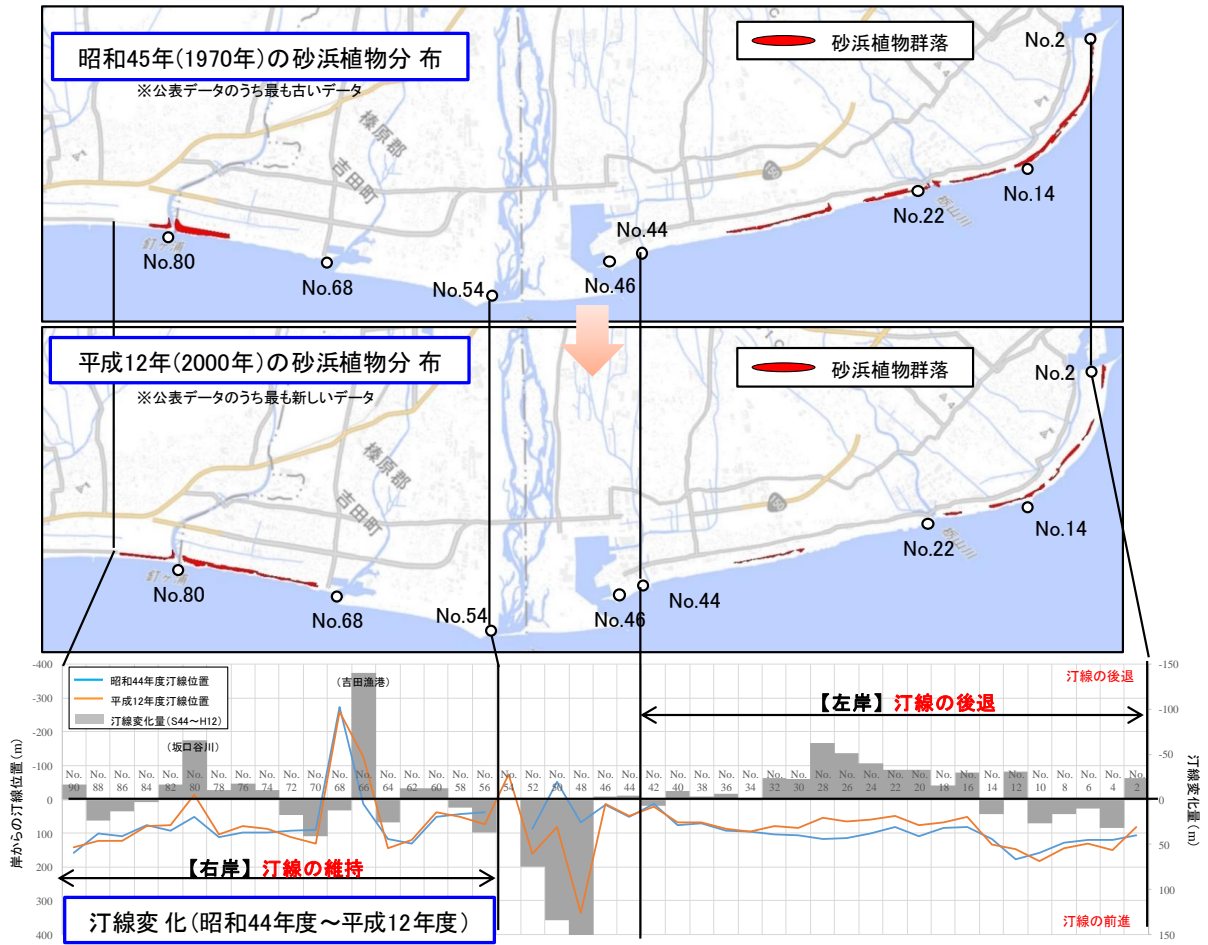 昭和45年(1970年)の砂浜植物分 布
※公表データのうち最も古いデータ
砂浜植物群落
榛原郡
吉田町
150
栃山川
No.2
No.14
No.22
No.44
No.46
No.54
No.68
No.80
平成12年(2000年)の砂浜植物分 布
※公表データのうち最も新しいデータ
砂浜植物群落
榛原郡
吉田町
栃山川
No.2
No.14
No.22
No.44
No.46
No.54
No.68
No.80
昭和44年度汀線位置
平成12年度汀線位置
汀線変化量(S44～H12)
(坂口谷川)
(吉田漁港)
汀線の後退
【左岸】汀線の後退
【右岸】汀線の維持
汀線の前進
岸からの汀線位置(m)
-400
-300
-200
-100
0
100
200
300
400
汀線変化量(m)
-150
-100
-50
0
50
100
150
No. 90 No. 88 No. 86 No. 84 No. 82 No. 80 No. 78 No. 76 No. 74 No. 72 No. 70 No. 68 No. 66 No. 64 No. 62 No. 60 No. 58 No. 56 No. 54 No. 52 No. 50 No. 48 No. 46 No. 44 No. 42 No. 40 No. 38 No. 36 No. 34 No. 32 No. 30 No. 28 No. 26 No. 24 No. 22 No. 20 No. 18 No. 16 No. 14 No. 12 No. 10 No. 8 No. 6 No. 4 No. 2
汀線変 化(昭和44年度～平成12年度)